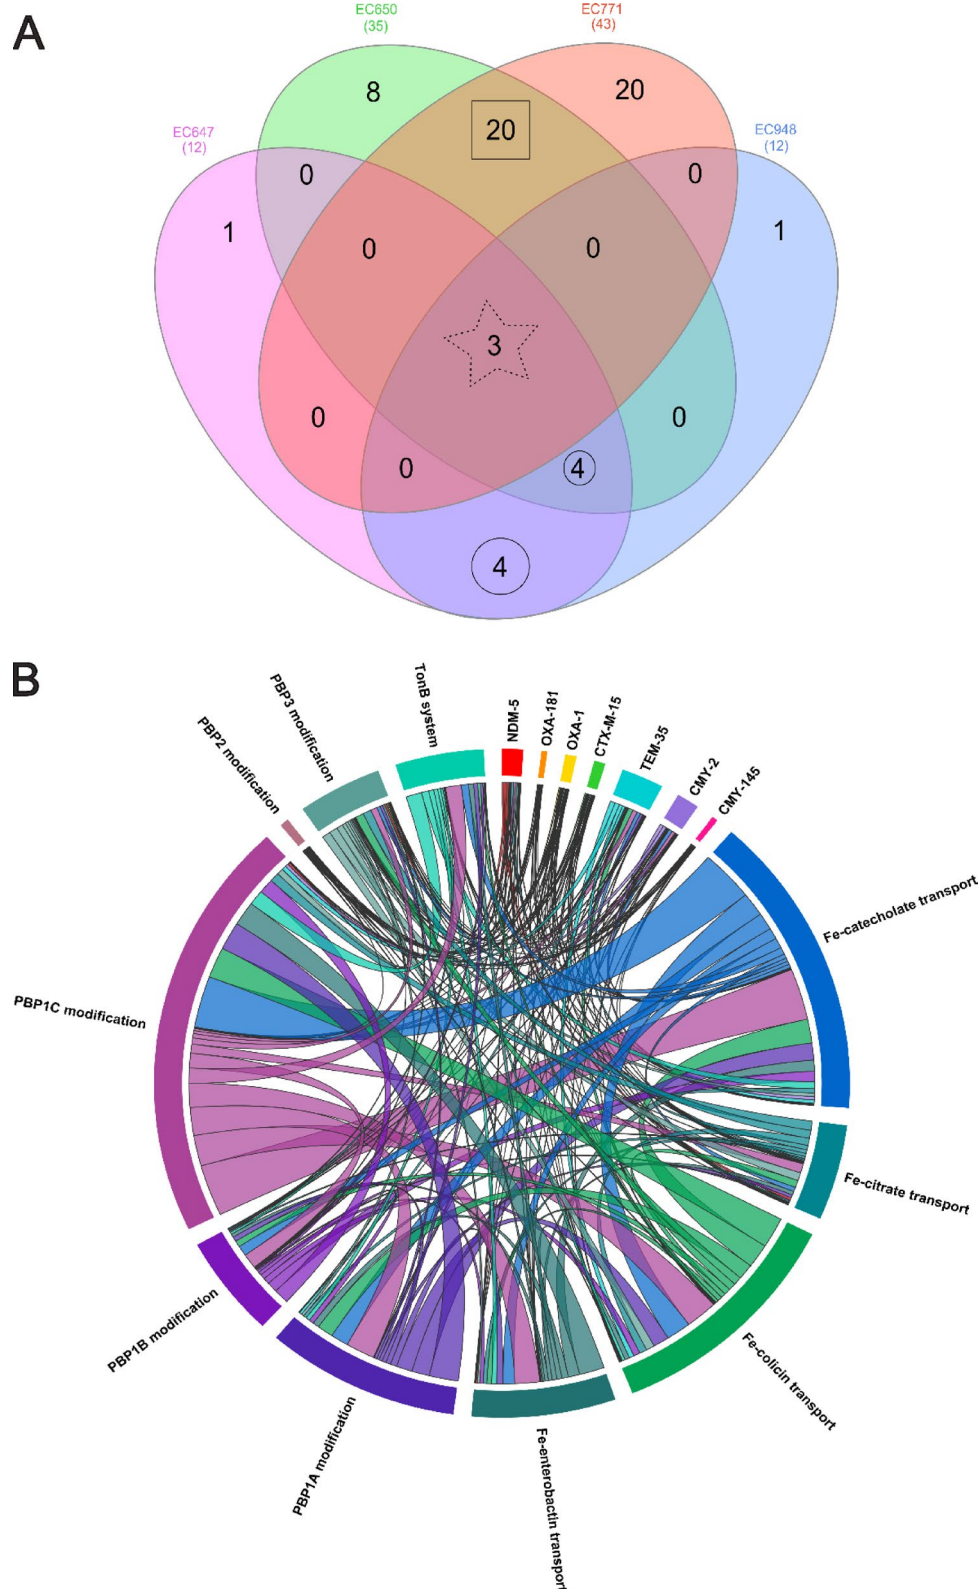 A
EC650
(35)
EC771
(43)
EC647
(12)
EC948
(12)
8
20
20
0
0
1
1
0
0
3
0
0
0
4
4
B
PBP2 modification
PBP3 modification
TonB system
NDM-5
OXA-181
OXA-1
CTX-M-15
TEM-35
CMY-2
CMY-145
Fe-catecholate transport
PBP1C modification
Fe-citrate transport
PBP1B modification
Fe-colicin transport
PBP1A modification
Fe-enterobactin transport